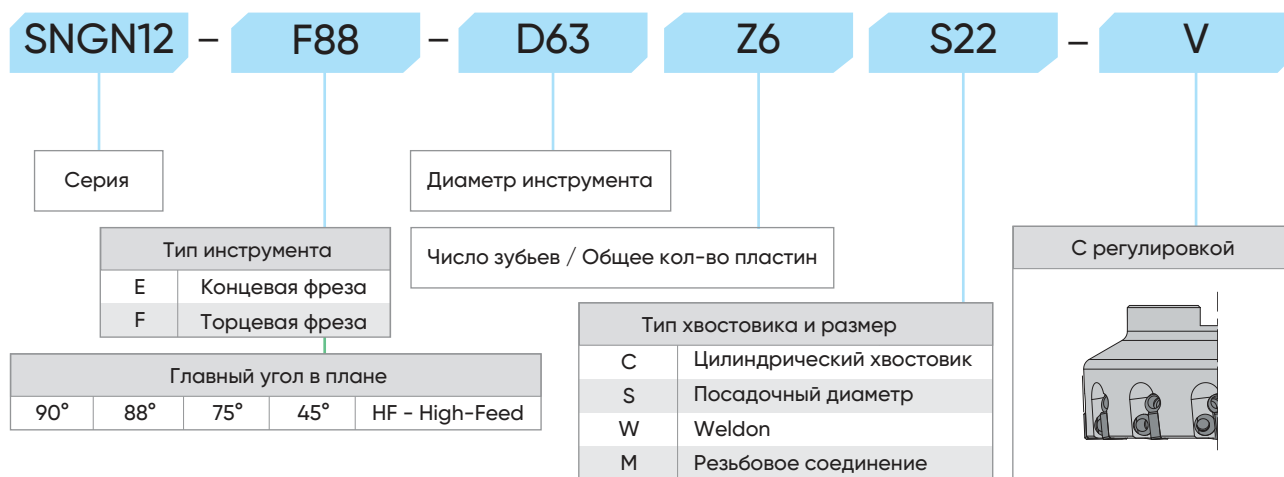 SNGN12 – F88 – D63 Z6 S22 – V
Серия
Диаметр инструмента
Тип инструмента
E Концевая фреза
F Торцевая фреза
Число зубьев / Общее кол-во пластин
С регулировкой
Главный угол в плане
90° 88° 75° 45° HF - High-Feed
Тип хвостовика и размер
C Цилиндрический хвостовик
S Посадочный диаметр
W Weldon
M Резьбовое соединение